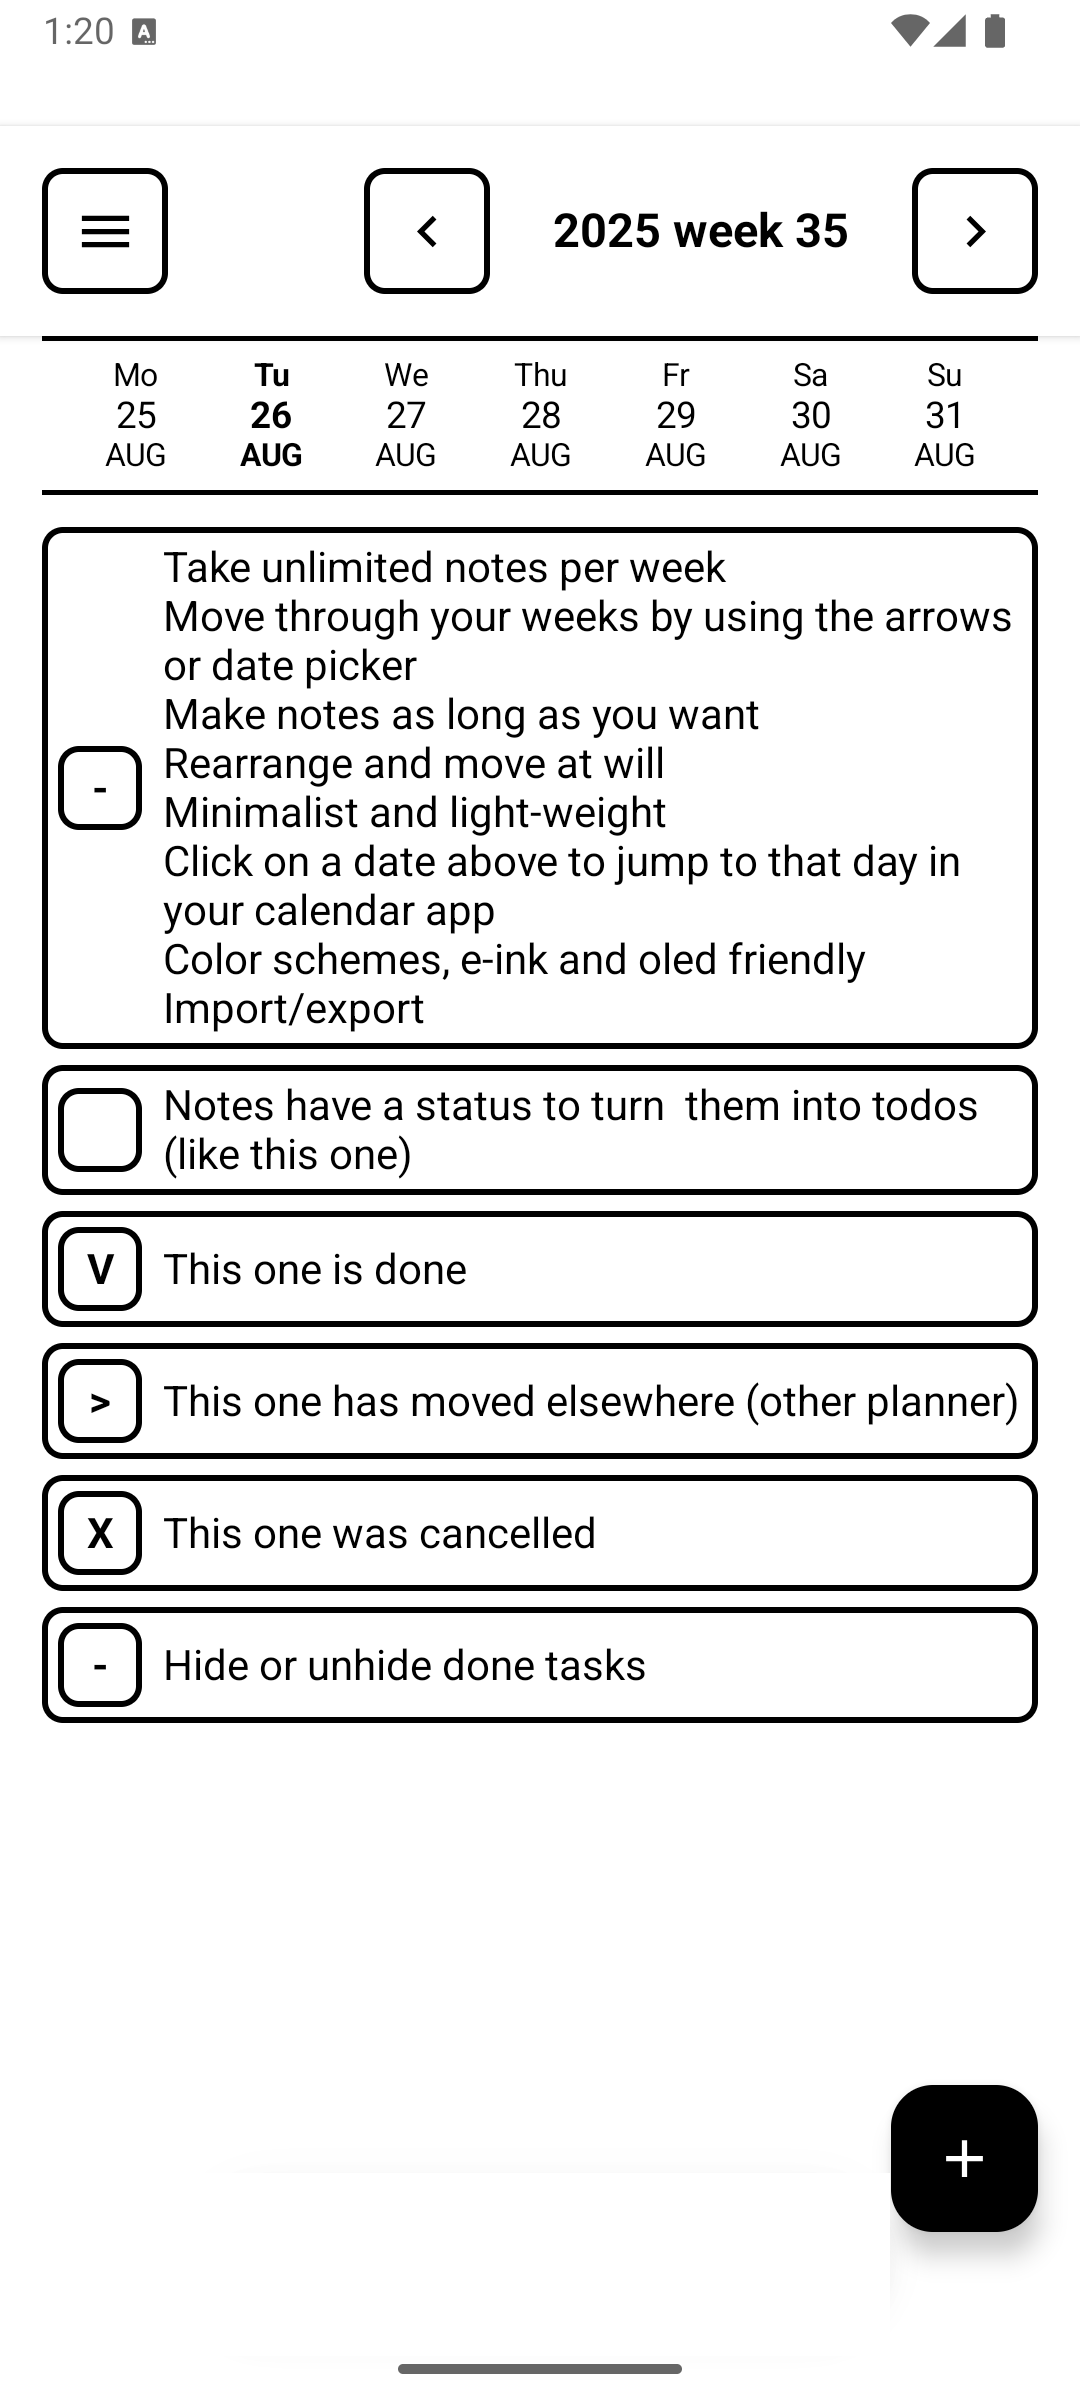 1:20 A
2025 week 35
Mo Tu We Thu Fr Sa Su
25 26 27 28 29 30 31
AUG AUG AUG AUG AUG AUG AUG
Take unlimited notes per week
Move through your weeks by using the arrows
or date picker
Make notes as long as you want
- Rearrange and move at will
Minimalist and light-weight
Click on a date above to jump to that day in
your calendar app
Color schemes, e-ink and oled friendly
Import/export
Notes have a status to turn  them into todos
(like this one)
V This one is done
> This one has moved elsewhere (other planner)
X This one was cancelled
- Hide or unhide done tasks
+